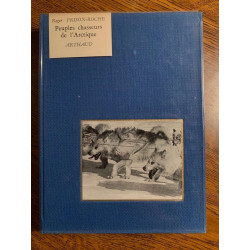 Roger FRISON-ROCHE
Peuples chasseurs
de l'Arctique
ARTHAUD